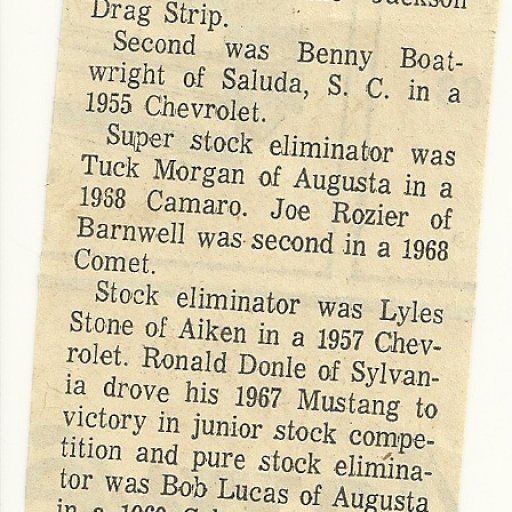 Jackson
Drag Strip.
Second was Benny Boat-
wright of Saluda, S. C. in a
1955 Chevrolet.
Super stock eliminator was
Tuck Morgan of Augusta in a
1968 Camaro. Joe Rozier of
Barnwell was second in a 1968
Comet.
Stock eliminator was Lyles
Stone of Aiken in a 1957 Chev-
rolet. Ronald Donle of Sylvan-
ia drove his 1967 Mustang to
victory in junior stock compe-
tition and pure stock elimina-
tor was Bob Lucas of Augusta
in a